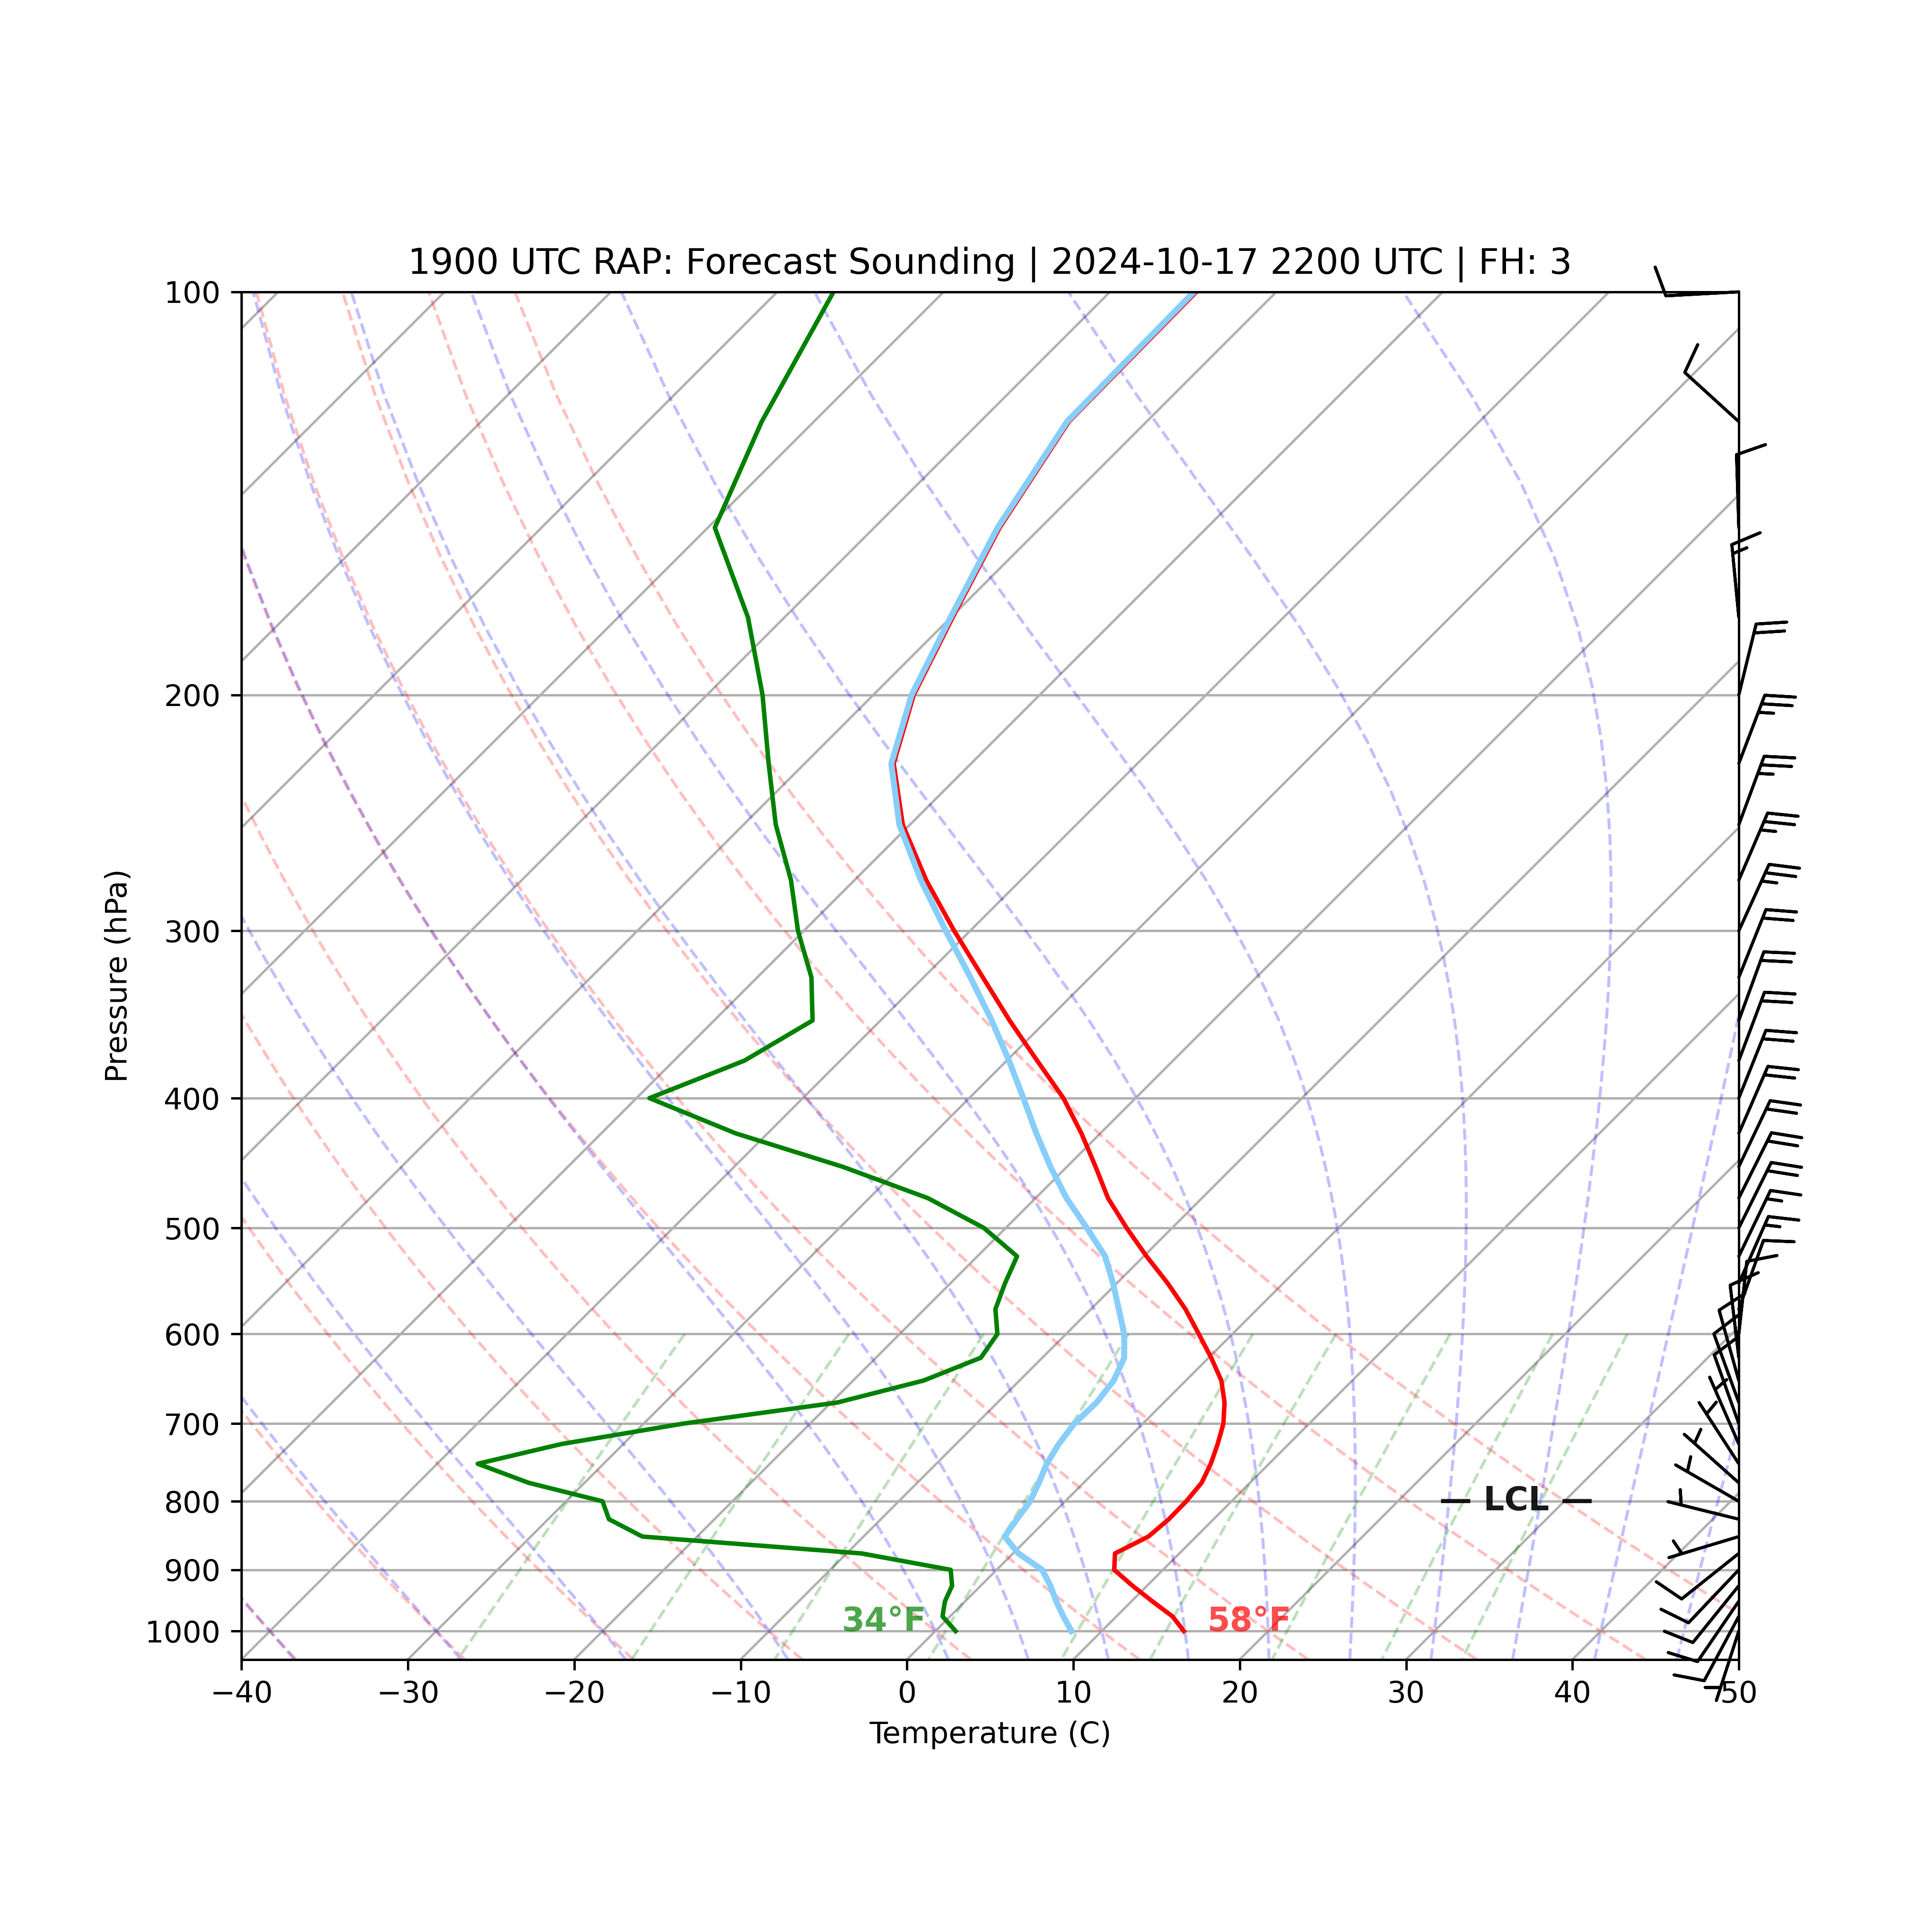 1900 UTC RAP: Forecast Sounding | 2024-10-17 2200 UTC | FH: 3
100
200
300
400
500
600
700
800
900
1000
Pressure (hPa)
— LCL —
34°F
58°F
−40 −30 −20 −10 0 10 20 30 40 50
Temperature (C)